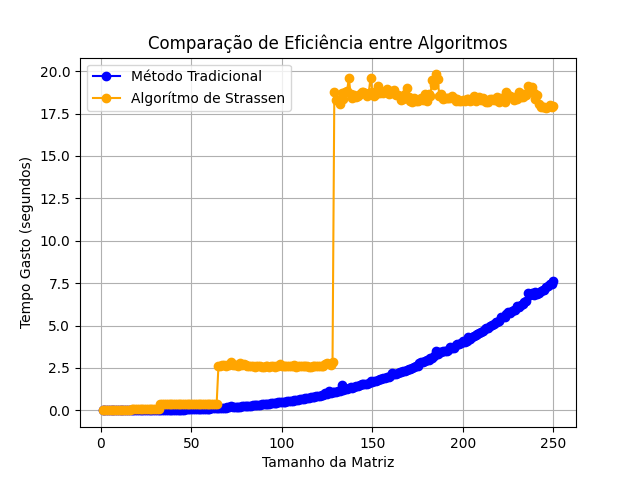 Comparação de Eficiência entre Algoritmos
Método Tradicional
Algorítmo de Strassen
20.0
17.5
15.0
12.5
10.0
7.5
5.0
2.5
0.0
Tempo Gasto (segundos)
0 50 100 150 200 250
Tamanho da Matriz